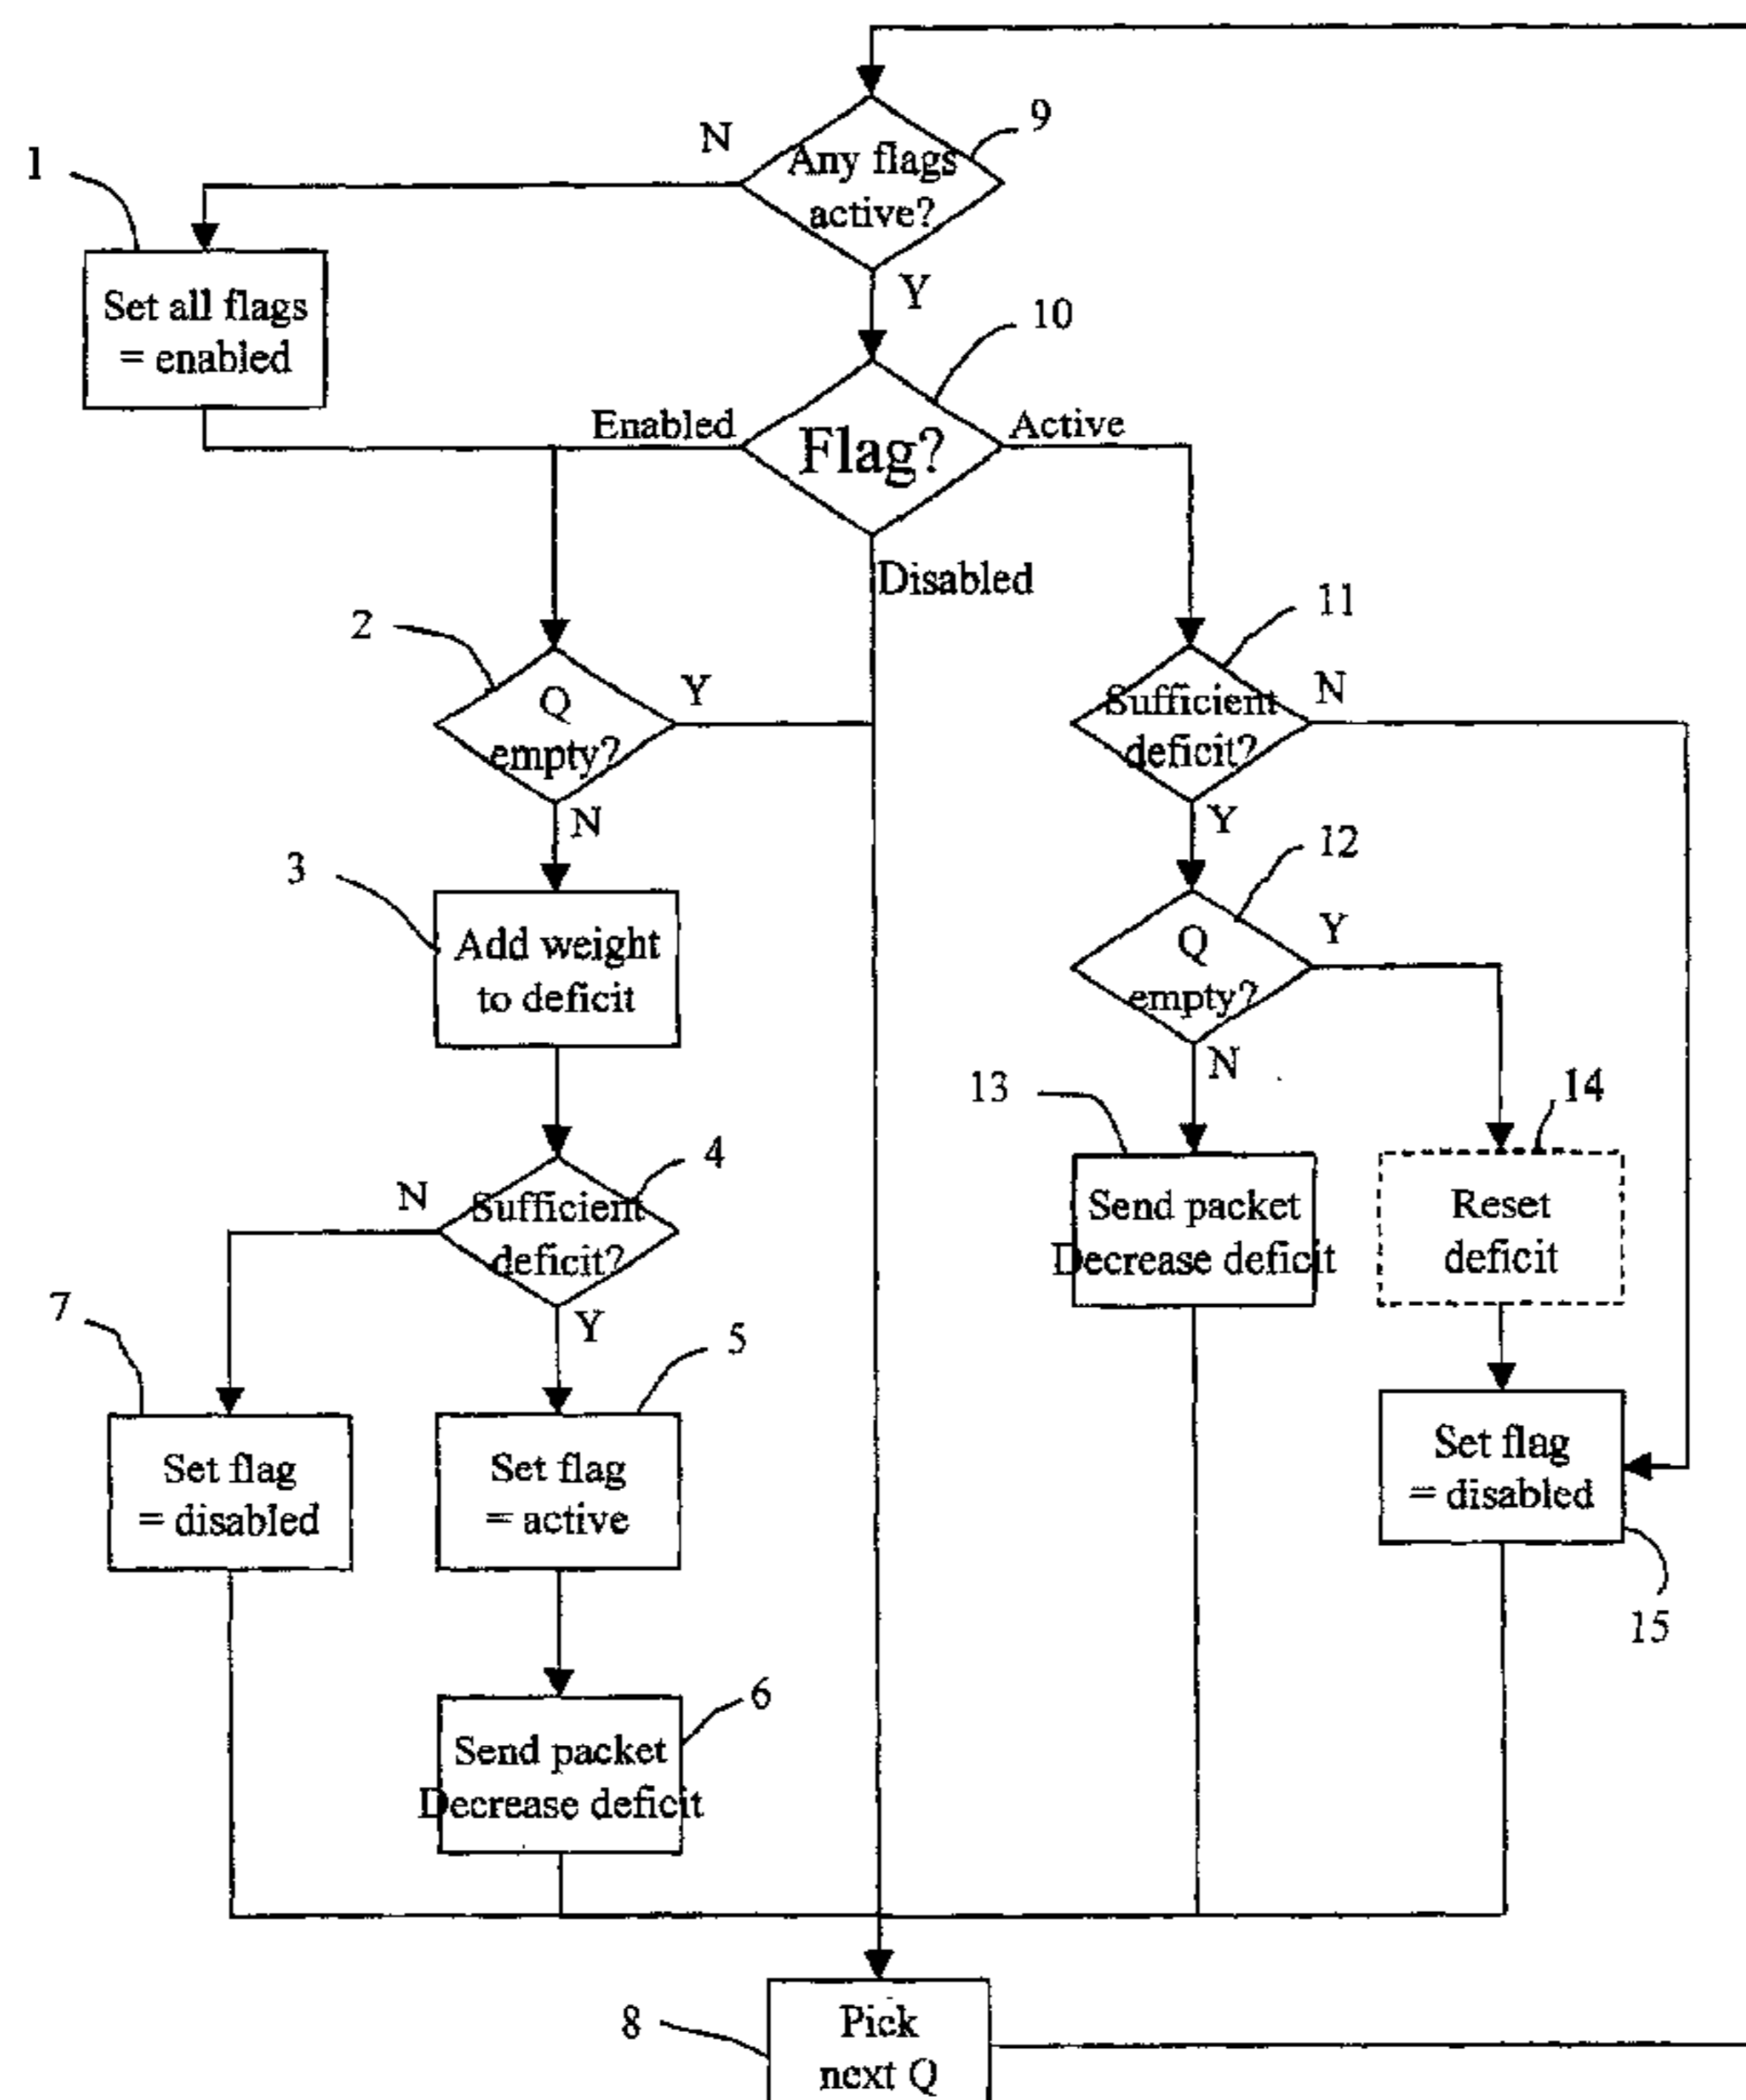 N
9
Any flags
active?
1
Y
Set all flags
= enabled
10
Enabled
Flag?
Active
Disabled
2
Q
empty?
Y
N
11
Sufficient
deficit?
N
Y
3
Add weight
to deficit
12
Q
empty?
Y
N
4
N
Sufficient
deficit?
Y
13
Send packet
Decrease deficit
14
Reset
deficit
7
Set flag
= disabled
5
Set flag
= active
Set flag
= disabled
15
6
Send packet
Decrease deficit
8
Pick
next Q